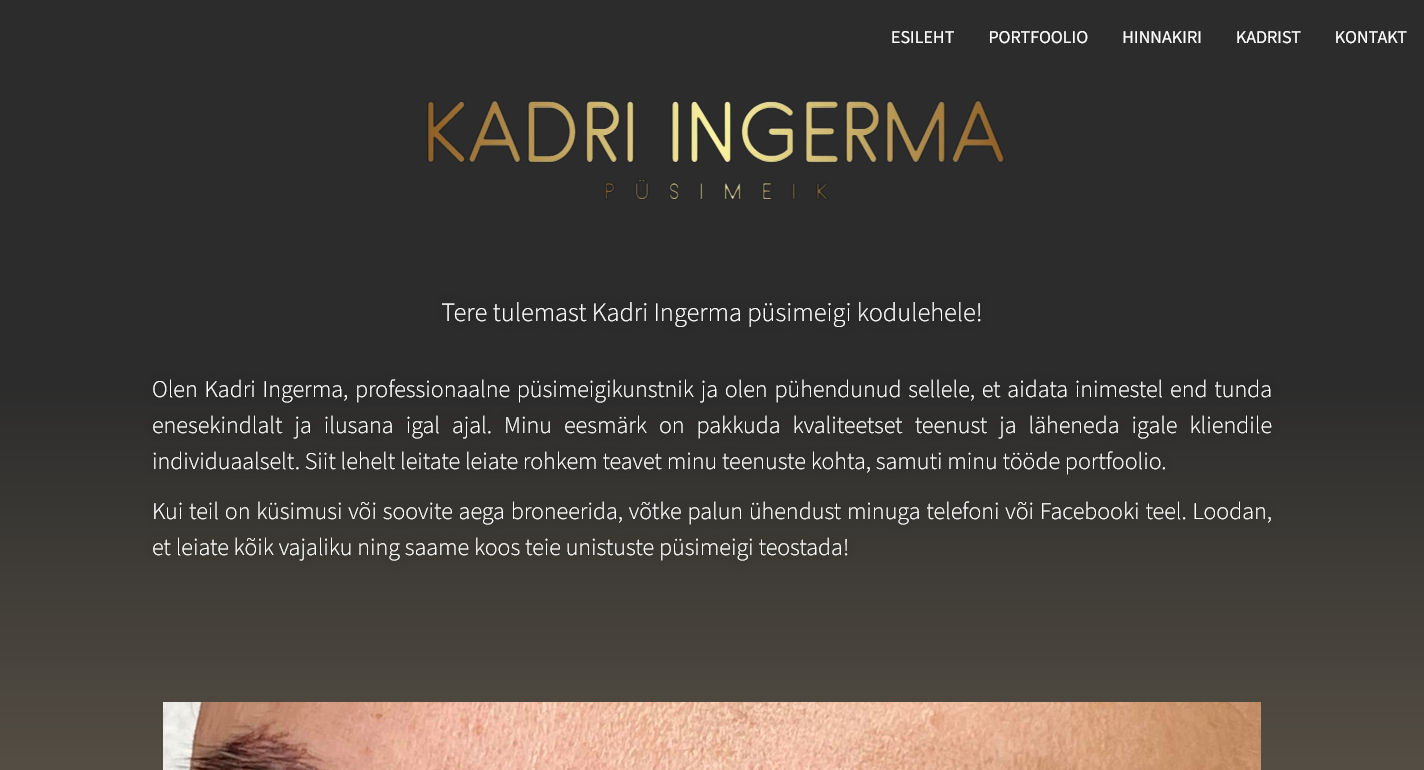 ESILEHT PORTFOOLIO HINNAKIRI KADRIST KONTAKT
KADRI INGERMA
PÜSIMEIK
Tere tulemast Kadri Ingerma püsimeigi kodulehele!
Olen Kadri Ingerma, professionaalne püsimeigikunstnik ja olen pühendunud sellele, et aidata inimestel end tunda
enesekindlalt ja ilusana igal ajal. Minu eesmärk on pakkuda kvaliteetset teenust ja läheneda igale kliendile
individuaalselt. Siit lehelt leitate leiate rohkem teavet minu teenuste kohta, samuti minu tööde portfoolio.
Kui teil on küsimusi või soovite aega broneerida, võtke palun ühendust minuga telefoni või Facebooki teel. Loodan,
et leiate kõik vajaliku ning saame koos teie unistuste püsimeigi teostada!